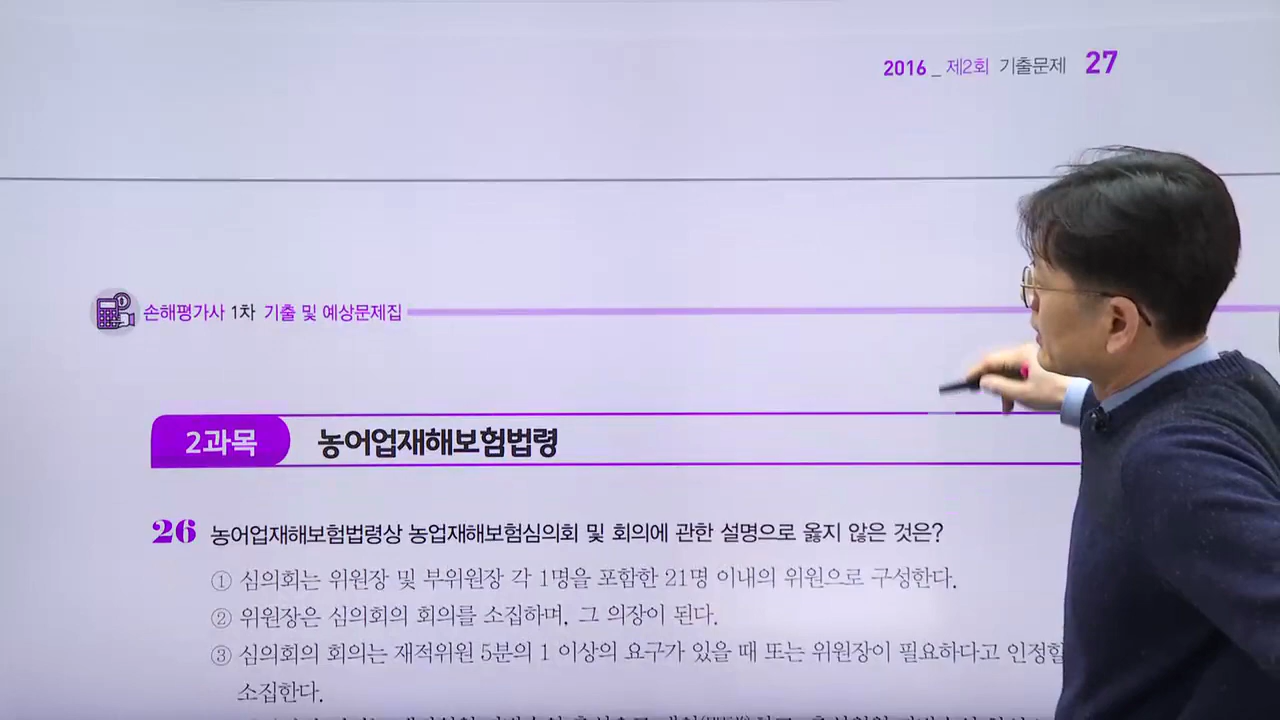 2016 _ 제2회 기출문제 27
손해평가사 1차 기출 및 예상문제집
2과목 농어업재해보험법령
26 농어업재해보험법령상 농업재해보험심의회 및 회의에 관한 설명으로 옳지 않은 것은?
① 심의회는 위원장 및 부위원장 각 1명을 포함한 21명 이내의 위원으로 구성한다.
② 위원장은 심의회의 회의를 소집하며, 그 의장이 된다.
③ 심의회의 회의는 재적위원 5분의 1 이상의 요구가 있을 때 또는 위원장이 필요하다고 인정할
소집한다.